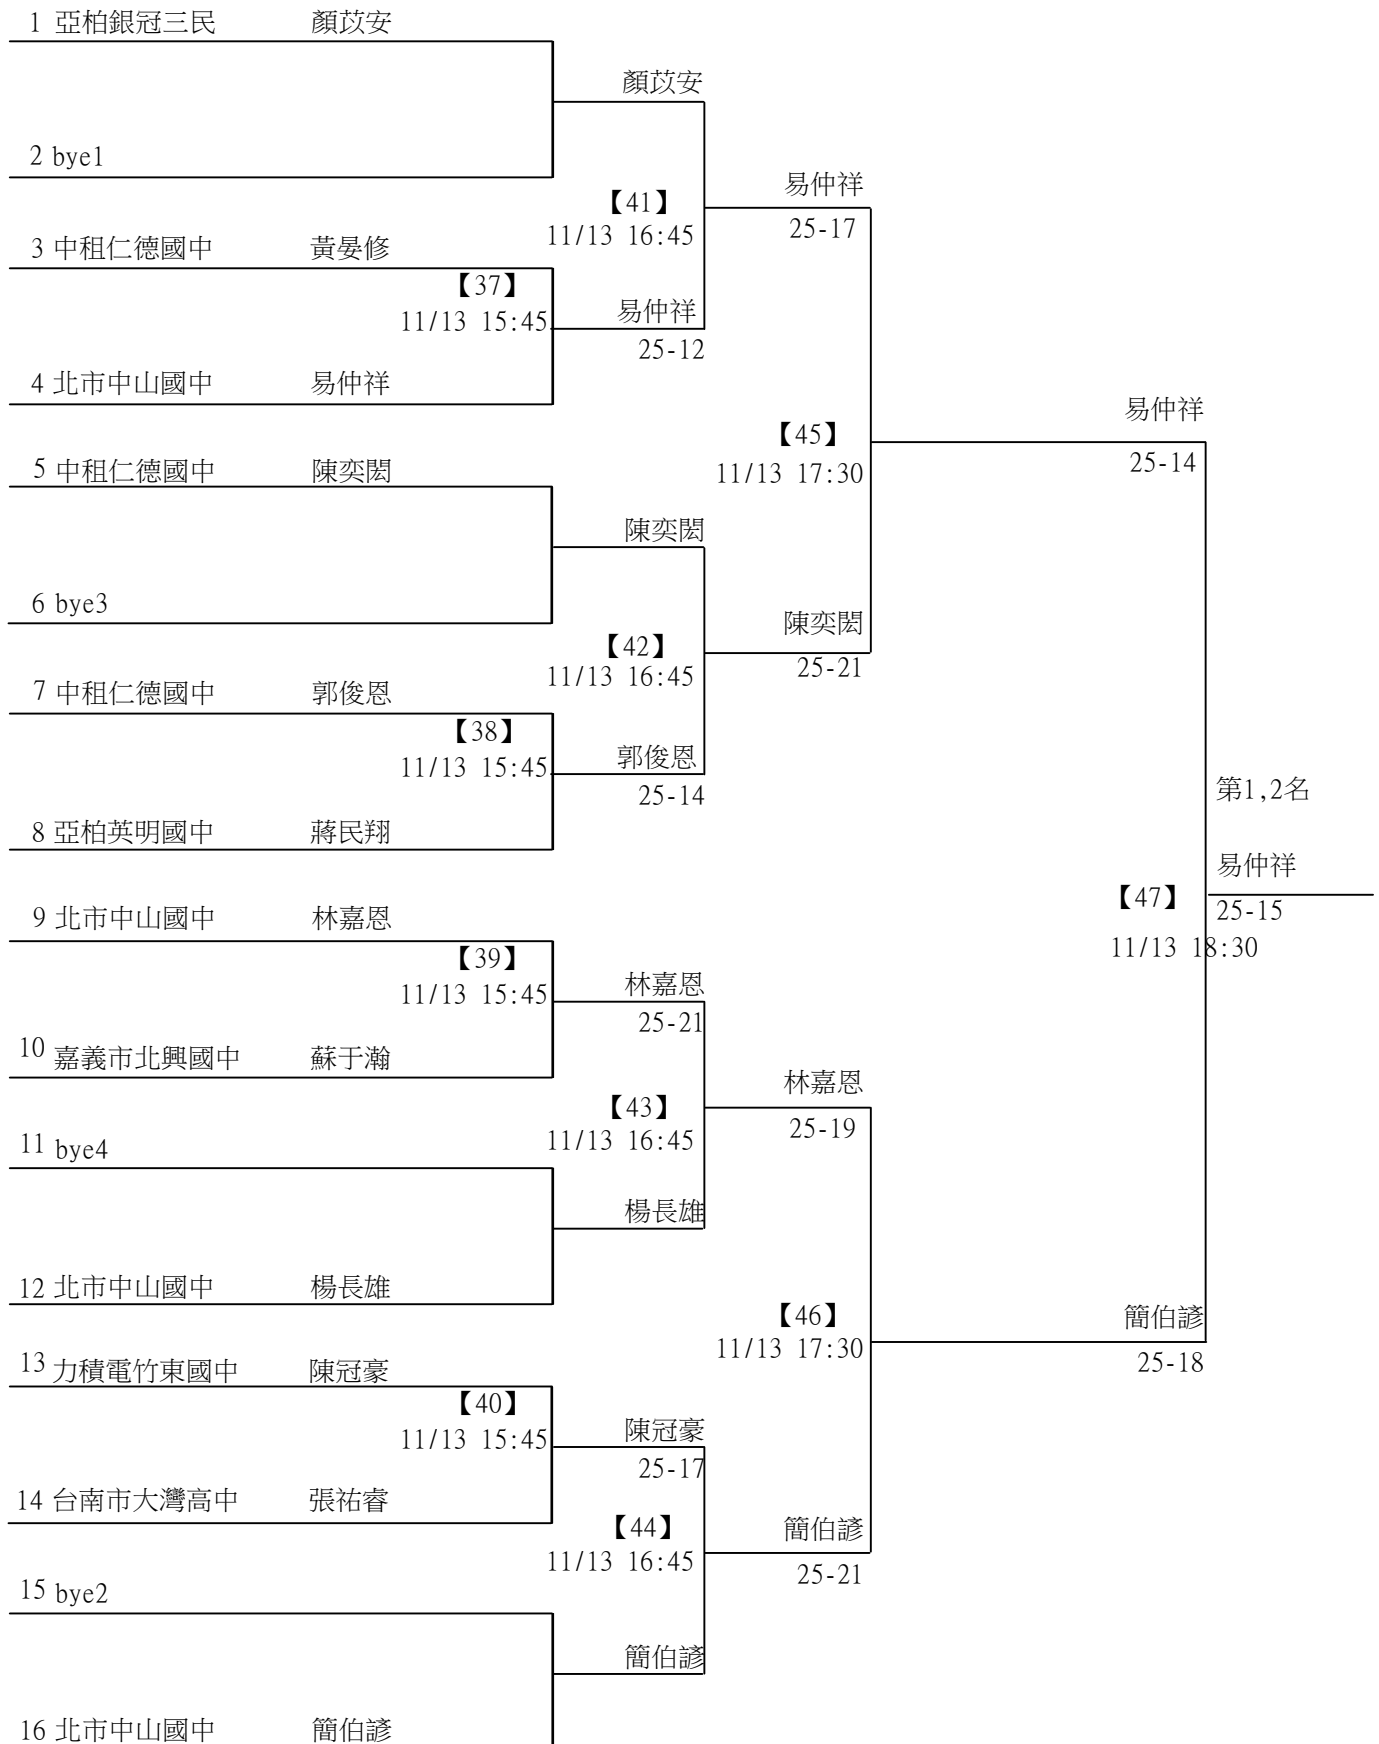 1 亞柏銀冠三民 顏苡安
顏苡安
2 bye1
易仲祥
【41】
25-17
11/13 16:45
3 中租仁德國中 黃晏修
【37】
易仲祥
11/13 15:45
25-12
4 北市中山國中 易仲祥
易仲祥
【45】
25-14
11/13 17:30
5 中租仁德國中 陳奕閎
陳奕閎
6 bye3
陳奕閎
【42】
25-21
11/13 16:45
7 中租仁德國中 郭俊恩
【38】
郭俊恩
11/13 15:45
25-14
第1,2名
8 亞柏英明國中 蔣民翔
易仲祥
【47】
25-15
11/13 18:30
9 北市中山國中 林嘉恩
【39】
林嘉恩
11/13 15:45
25-21
10 嘉義市北興國中 蘇于瀚
林嘉恩
【43】
25-19
11/13 16:45
11 bye4
楊長雄
12 北市中山國中 楊長雄
【46】
簡伯諺
11/13 17:30
25-18
13 力積電竹東國中 陳冠豪
【40】
陳冠豪
11/13 15:45
25-17
14 台南市大灣高中 張祐睿
【44】
簡伯諺
11/13 16:45
25-21
15 bye2
簡伯諺
16 北市中山國中 簡伯諺